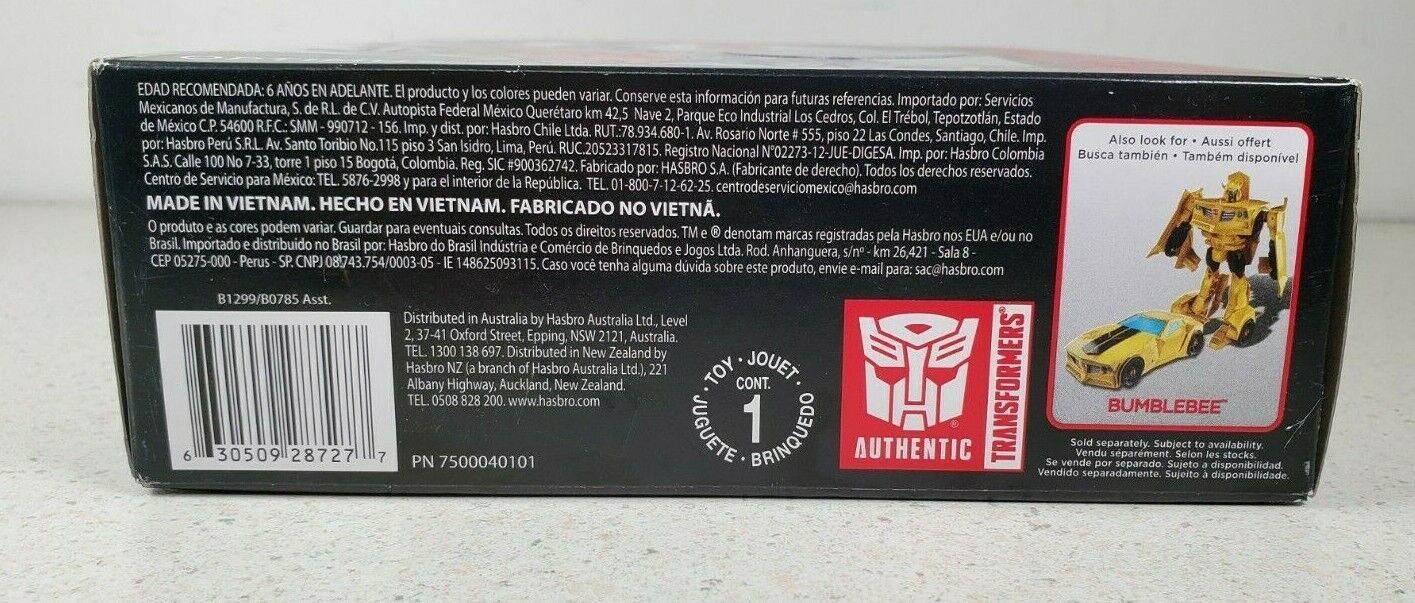 EDAD RECOMENDADA: 6 AÑOS EN ADELANTE. El producto y los colores pueden variar. Conserve esta información para futuras referencias. Importado por: Servicios
Mexicanos de Manufactura, S. de R.L. de C.V. Autopista Federal México Querétaro km 42,5 Nave 2, Parque Eco Industrial Los Cedros, Col. El Trébol, Tepotzotlán, Estado
de México C.P. 54600 R.F.C.: SMM - 990712 - 156. Imp. y dist. por: Hasbro Chile Ltda. RUT.:78.934.680-1. Av. Rosario Norte # 555, piso 22 Las Condes, Santiago, Chile. Imp.
por: Hasbro Perú S.R.L. Av. Santo Toribio No.115 piso 3 San Isidro, Lima, Perú. RUC.20523317815. Registro Nacional N°02273-12-JUE-DIGESA. Imp. por: Hasbro Colombia
S.A.S. Calle 100 No 7-33, torre 1 piso 15 Bogotá, Colombia. Reg. SIC #900362742. Fabricado por: HASBRO S.A. (Fabricante de derecho). Todos los derechos reservados.
Centro de Servicio para México: TEL. 5876-2998 y para el interior de la República. TEL. 01-800-7-12-62-25. centrodeserviciomexico@hasbro.com
MADE IN VIETNAM. HECHO EN VIETNAM. FABRICADO NO VIETNÃ.
O produto e as cores podem variar. Guardar para eventuais consultas. Todos os direitos reservados. TM e ® denotam marcas registradas pela Hasbro nos EUA e/ou no
Brasil. Importado e distribuido no Brasil por: Hasbro do Brasil Indústria e Comércio de Brinquedos e Jogos Ltda. Rod. Anhanguera, s/nº - km 26,421 - Sala 8 -
CEP 05275-000 - Perus - SP. CNPJ 08.743.754/0003-05 - IE 148625093115. Caso você tenha alguma dúvida sobre este produto, envie e-mail para: sac@hasbro.com
B1299/B0785 Asst.
6 30509 28727 7
Distributed in Australia by Hasbro Australia Ltd., Level
2, 37-41 Oxford Street, Epping, NSW 2121, Australia.
TEL. 1300 138 697. Distributed in New Zealand by
Hasbro NZ (a branch of Hasbro Australia Ltd.), 221
Albany Highway, Auckland, New Zealand.
TEL. 0508 828 200. www.hasbro.com
PN 7500040101
· TOY · JOUET · BRINQUEDO · JUGUETE
CONT.
1
® AUTHENTIC
TRANSFORMERS®
Also look for • Aussi offert
Busca también • Também disponível
BUMBLEBEE
Sold separately. Subject to availability.
Vendu séparément. Selon les stocks.
Se vende por separado. Sujeto a disponibilidad.
Vendido separadamente. Sujeito à disponibilidade.